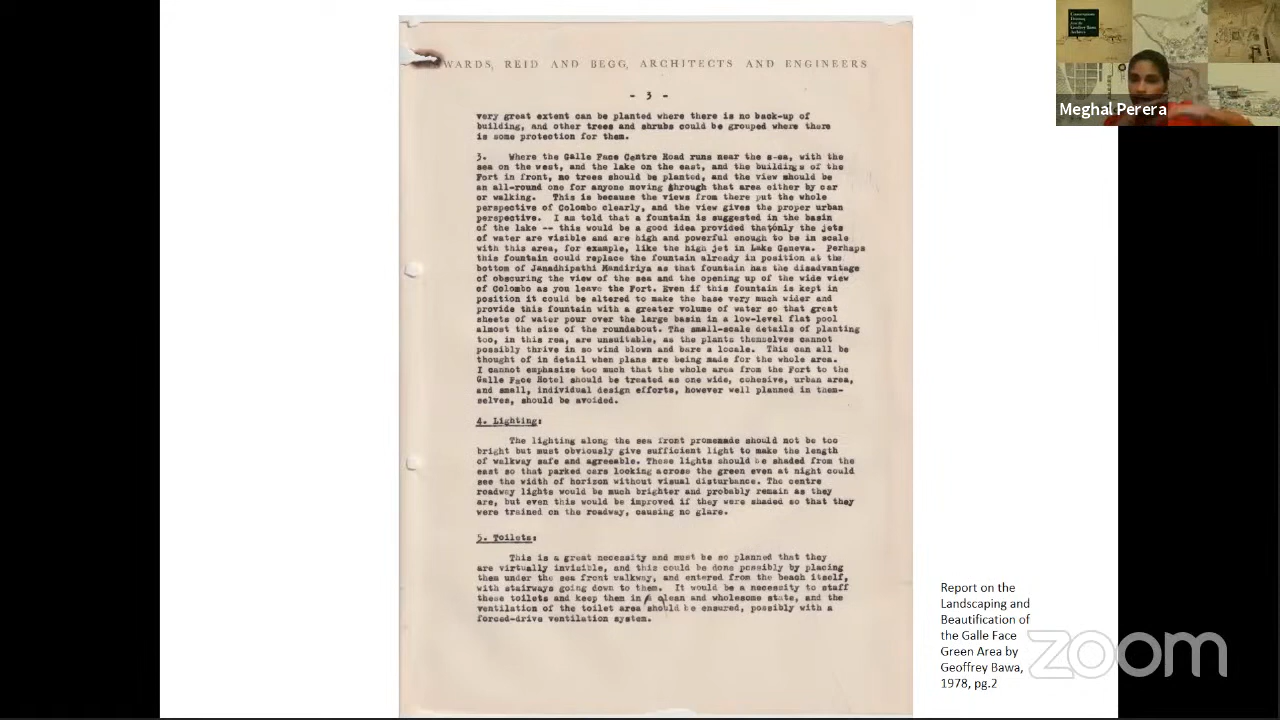 WARDS, REID AND BEGG, ARCHITECTS AND ENGINEERS
- 3 -
very great extent can be planted where there is no back-up of
building, and other trees and shrubs could be grouped where there
is some protection for them.
3. Where the Galle Face Centre Road runs near the s-ea, with the
sea on the west, and the lake on the east, and the buildings of the
Fort in front, no trees should be planted, and the view should be
an all-round one for anyone moving through that area either by car
or walking. This is because the views from there put the whole
perspective of Colombo clearly, and the view gives the proper urban
perspective. I am told that a fountain is suggested in the basin
of the lake -- this would be a good idea provided that/only the jets
of water are visible and are high and powerful enough to be in scale
with this area, for example, like the high jet in Lake Geneva. Perhaps
this fountain could replace the fountain already in position at the
bottom of Janadhipathi Mandiriya as that fountain has the disadvantage
of obscuring the view of the sea and the opening up of the wide view
of Colombo as you leave the Fort. Even if this fountain is kept in
position it could be altered to make the base very much wider and
provide this fountain with a greater volume of water so that great
sheets of water pour over the large basin in a low-level flat pool
almost the size of the roundabout. The small-scale details of planting
too, in this rea, are unsuitable, as the plants themselves cannot
possibly thrive in so wind blown and bare a locale. This can all be
thought of in detail when plans are being made for the whole area.
I cannot emphasize too much that the whole area from the Fort to the
Galle Face Hotel should be treated as one wide, cohesive, urban area,
and small, individual design efforts, however well planned in them-
selves, should be avoided.
4. Lighting:
The lighting along the sea front promenade should not be too
bright but must obviously give sufficient light to make the length
of walkway safe and agreeable. These lights should be shaded from the
east so that parked cars looking across the green even at night could
see the width of horizon without visual disturbance. The centre
roadway lights would be much brighter and probably remain as they
are, but even this would be improved if they were shaded so that they
were trained on the roadway, causing no glare.
5. Toilets:
This is a great necessity and must be so planned that they
are virtually invisible, and this could be done possibly by placing
them under the sea front walkway, and entered from the beach itself,
with stairways going down to them. It would be a necessity to staff
these toilets and keep them in a clean and wholesome state, and the
ventilation of the toilet area should be ensured, possibly with a
forced-drive ventilation system.
Report on the
Landscaping and
Beautification of
the Galle Face
Green Area by
Geoffrey Bawa,
1978, pg.2
Meghal Perera
zoom